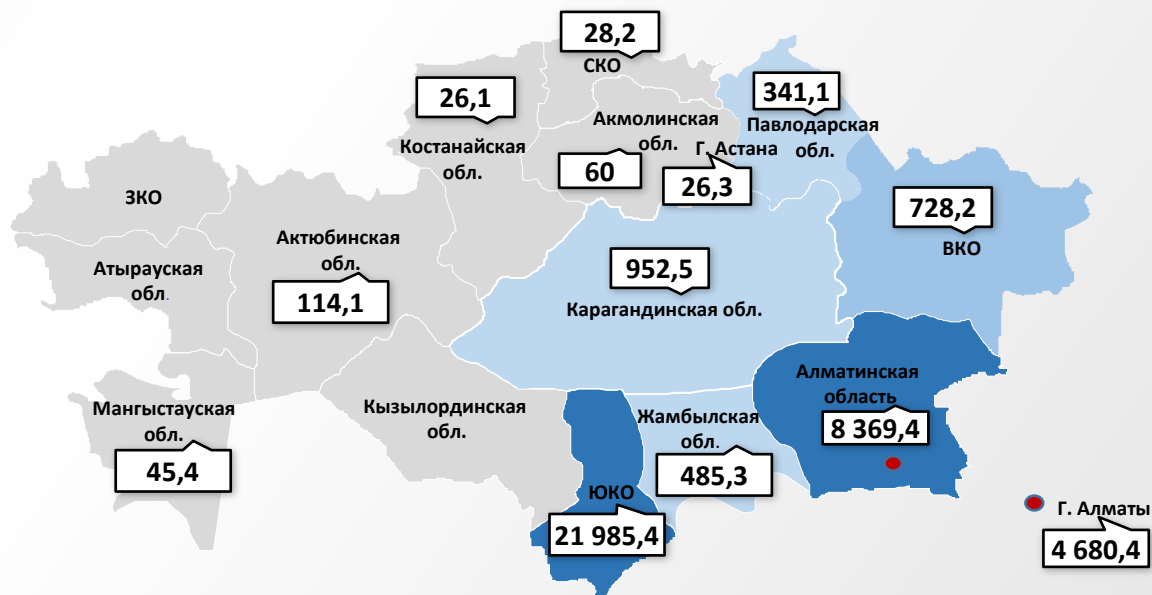 28,2
СКО
26,1
Костанайская
обл.
Акмолинская
обл.
60
Г. Астана
26,3
341,1
Павлодарская
обл.
728,2
ВКО
ЗКО
Атырауская
обл.
Актюбинская
обл.
114,1
952,5
Карагандинская обл.
Мангыстауская
обл.
45,4
Кызылординская
обл.
ЮКО
21 985,4
Жамбылская
обл.
485,3
Алматинская
область
8 369,4
Г. Алматы
4 680,4